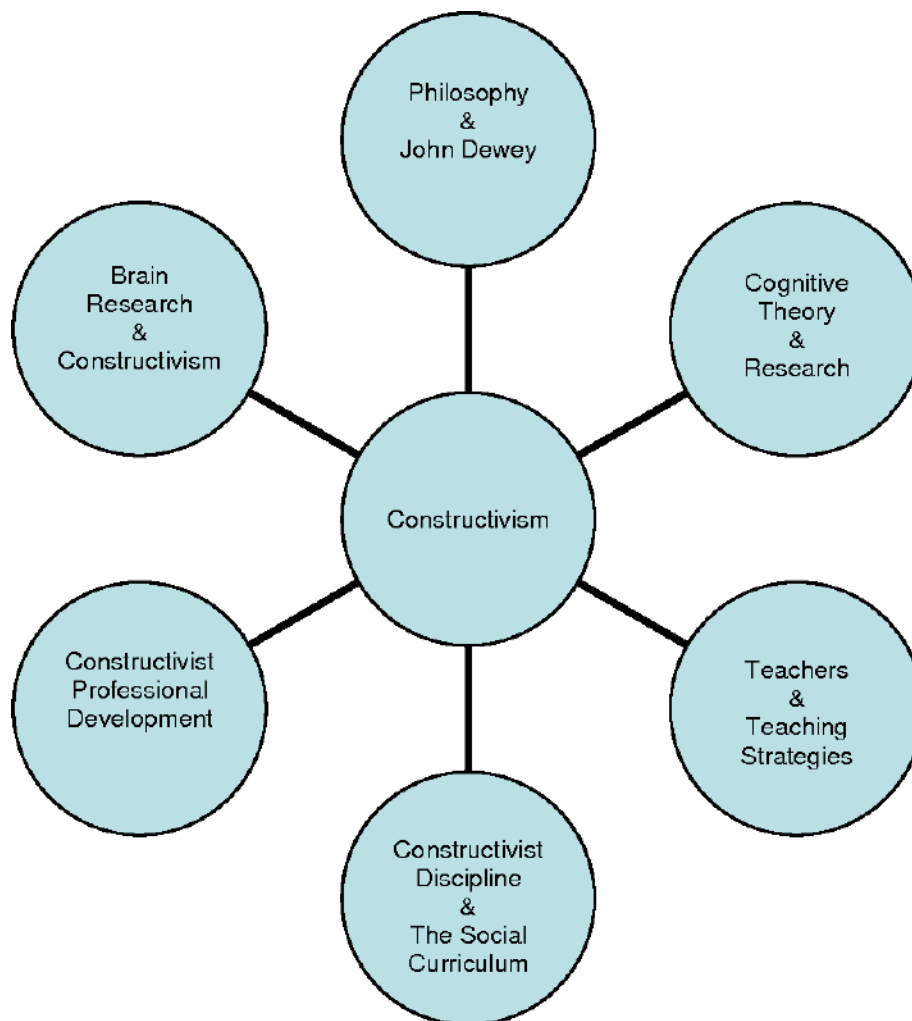 Philosophy
&
John Dewey
Brain
Research
&
Constructivism
Cognitive
Theory
&
Research
Constructivism
Constructivist
Professional
Development
Teachers
&
Teaching
Strategies
Constructivist
Discipline
&
The Social
Curriculum